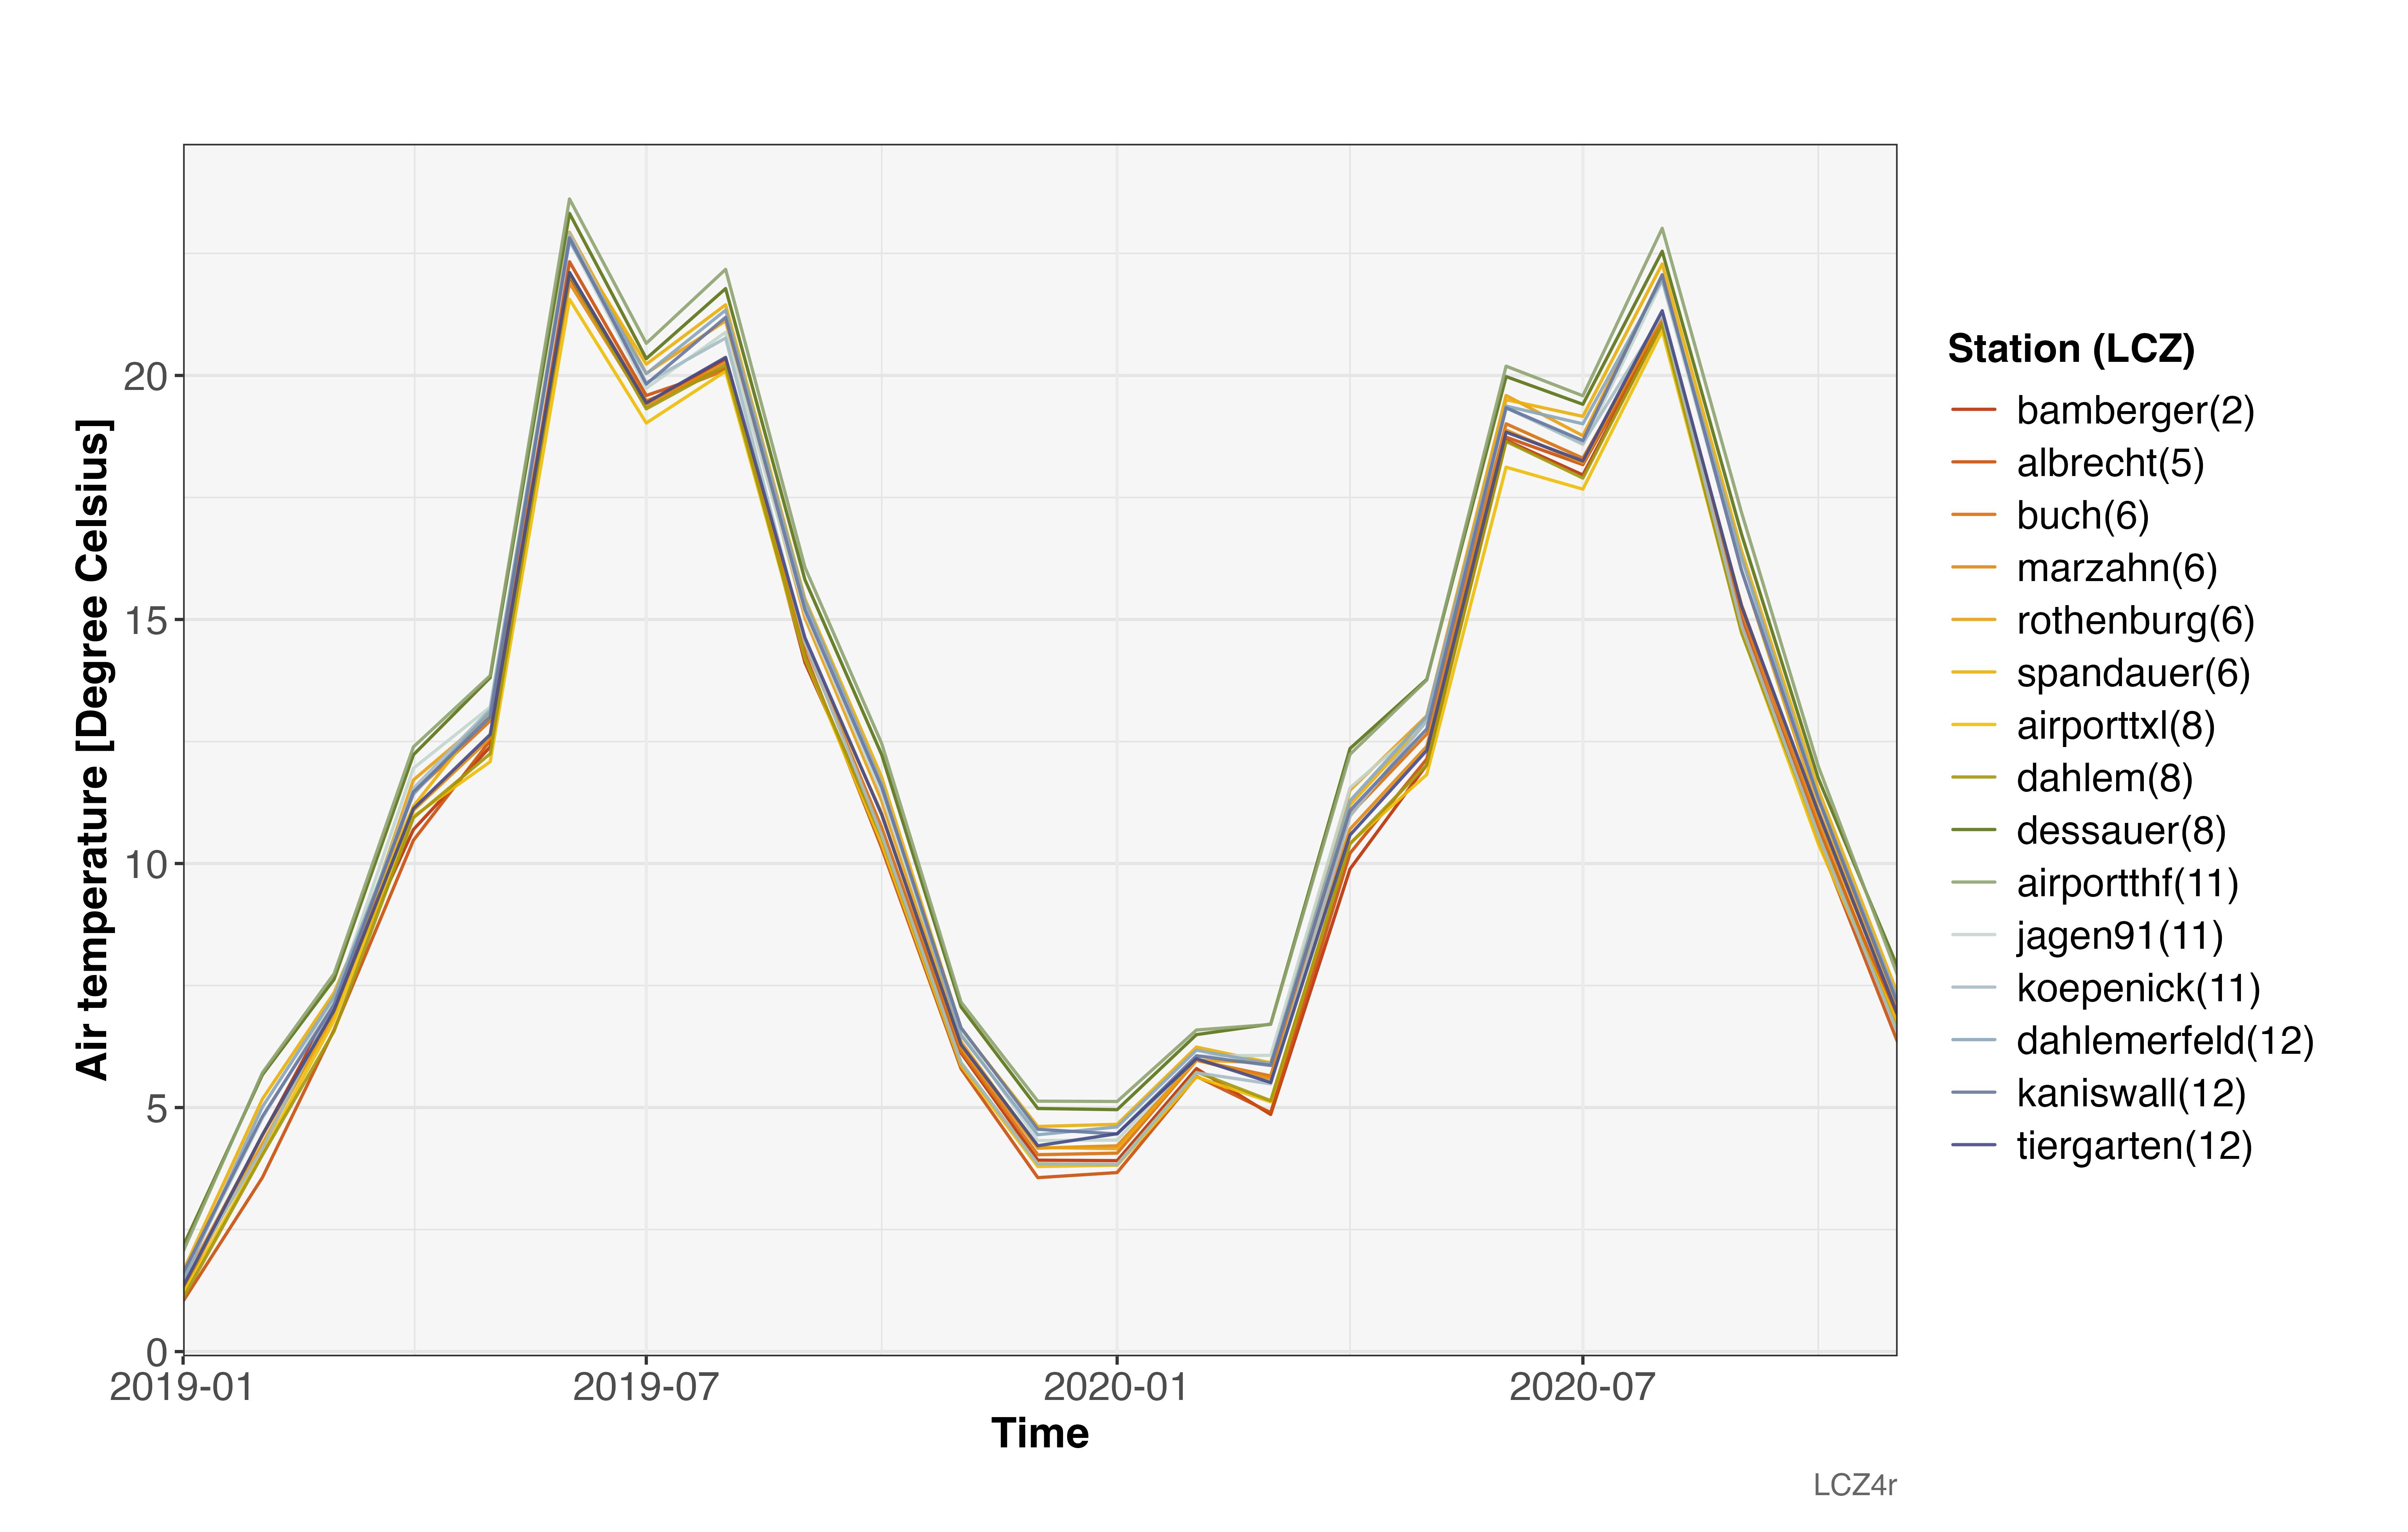 Air temperature [Degree Celsius]
20
15
10
5
0
2019-01
2019-07
2020-01
2020-07
Time
Station (LCZ)
bamberger(2)
albrecht(5)
buch(6)
marzahn(6)
rothenburg(6)
spandauer(6)
airporttxl(8)
dahlem(8)
dessauer(8)
airportthf(11)
jagen91(11)
koepenick(11)
dahlemerfeld(12)
kaniswall(12)
tiergarten(12)
LCZ4r